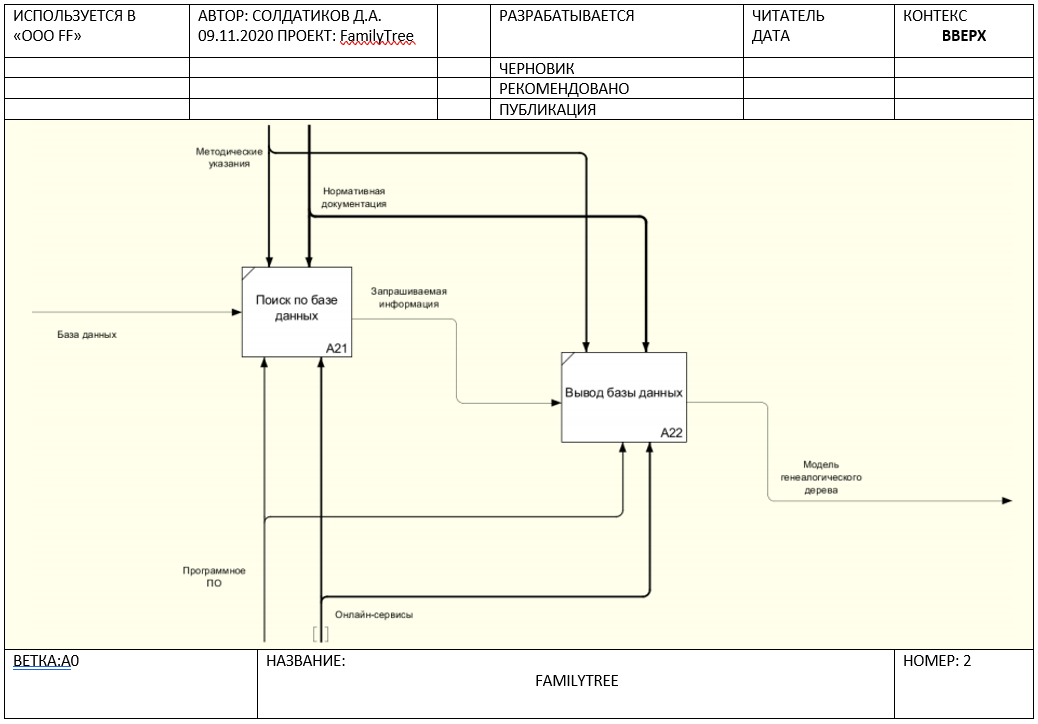 ИСПОЛЬЗУЕТСЯ В
«ООО FF»
АВТОР: СОЛДАТИКОВ Д.А.
09.11.2020 ПРОЕКТ: FamilyTree
РАЗРАБАТЫВАЕТСЯ
ЧИТАТЕЛЬ
ДАТА
КОНТЕКС
ВВЕРХ
ЧЕРНОВИК
РЕКОМЕНДОВАНО
ПУБЛИКАЦИЯ
Методические
указания
Нормативная
документация
Поиск по базе
данных
A21
Запрашиваемая
информация
База данных
Вывод базы данных
A22
Модель
генеалогического
дерева
Программное
ПО
Онлайн-сервисы
ВЕТКА:А0
НАЗВАНИЕ:
FAMILYTREE
НОМЕР: 2